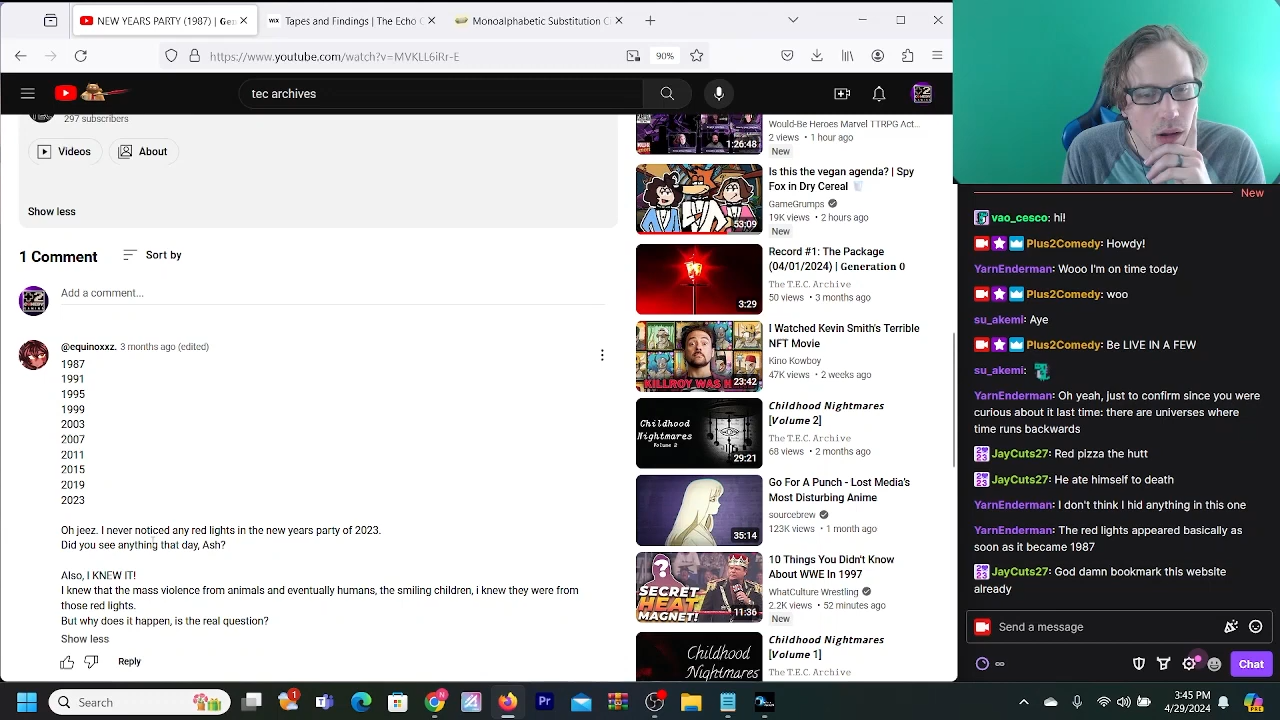 NEW YEARS PARTY (1987) | Gen
Tapes and Findings | The Echo C
Monoalphabetic Substitution Ci
https://www.youtube.com/watch?v=MVKLL6iRr-E
90%
tec archives
297 subscribers
Videos
About
Show less
1 Comment
Sort by
Add a comment...
@equinoxxz. 3 months ago (edited)
1987
1991
1995
1999
2003
2007
2011
2015
2019
2023
Oh jeez. I never noticed any red lights in the new years party of 2023.
Did you see anything that day, Ash?
Also, I KNEW IT!
I knew that the mass violence from animals and eventually humans, the smiling children, i knew they were from
those red lights.
But why does it happen, is the real question?
Show less
Reply
1:26:48
Would-Be Heroes Marvel TTRPG Act...
2 views • 1 hour ago
New
53:09
Is this the vegan agenda? | Spy
Fox in Dry Cereal
GameGrumps
19K views • 2 hours ago
New
3:29
Record #1: The Package
(04/01/2024) | Generation 0
The T.E.C. Archive
50 views • 3 months ago
KILLROY WAS H
23:42
I Watched Kevin Smith's Terrible
NFT Movie
Kino Kowboy
47K views • 2 weeks ago
Childhood
Nightmares
Volume 2
29:21
Childhood Nightmares
[Volume 2]
The T.E.C. Archive
68 views • 2 months ago
35:14
Go For A Punch - Lost Media's
Most Disturbing Anime
sourcebrew
123K views • 1 month ago
SECRET
HEAT
MAGNET!
11:36
10 Things You Didn't Know
About WWE In 1997
WhatCulture Wrestling
2.2K views • 52 minutes ago
New
Childhood
Nightmares
Childhood Nightmares
[Volume 1]
The T.E.C. Archive
New
vao_cesco: hi!
Plus2Comedy: Howdy!
YarnEnderman: Wooo I'm on time today
Plus2Comedy: woo
su_akemi: Aye
Plus2Comedy: Be LIVE IN A FEW
su_akemi:
YarnEnderman: Oh yeah, just to confirm since you were
curious about it last time: there are universes where
time runs backwards
JayCuts27: Red pizza the hutt
JayCuts27: He ate himself to death
YarnEnderman: I don't think I hid anything in this one
YarnEnderman: The red lights appeared basically as
soon as it became 1987
JayCuts27: God damn bookmark this website
already
Send a message
Chat
Search
3:45 PM
4/29/2024